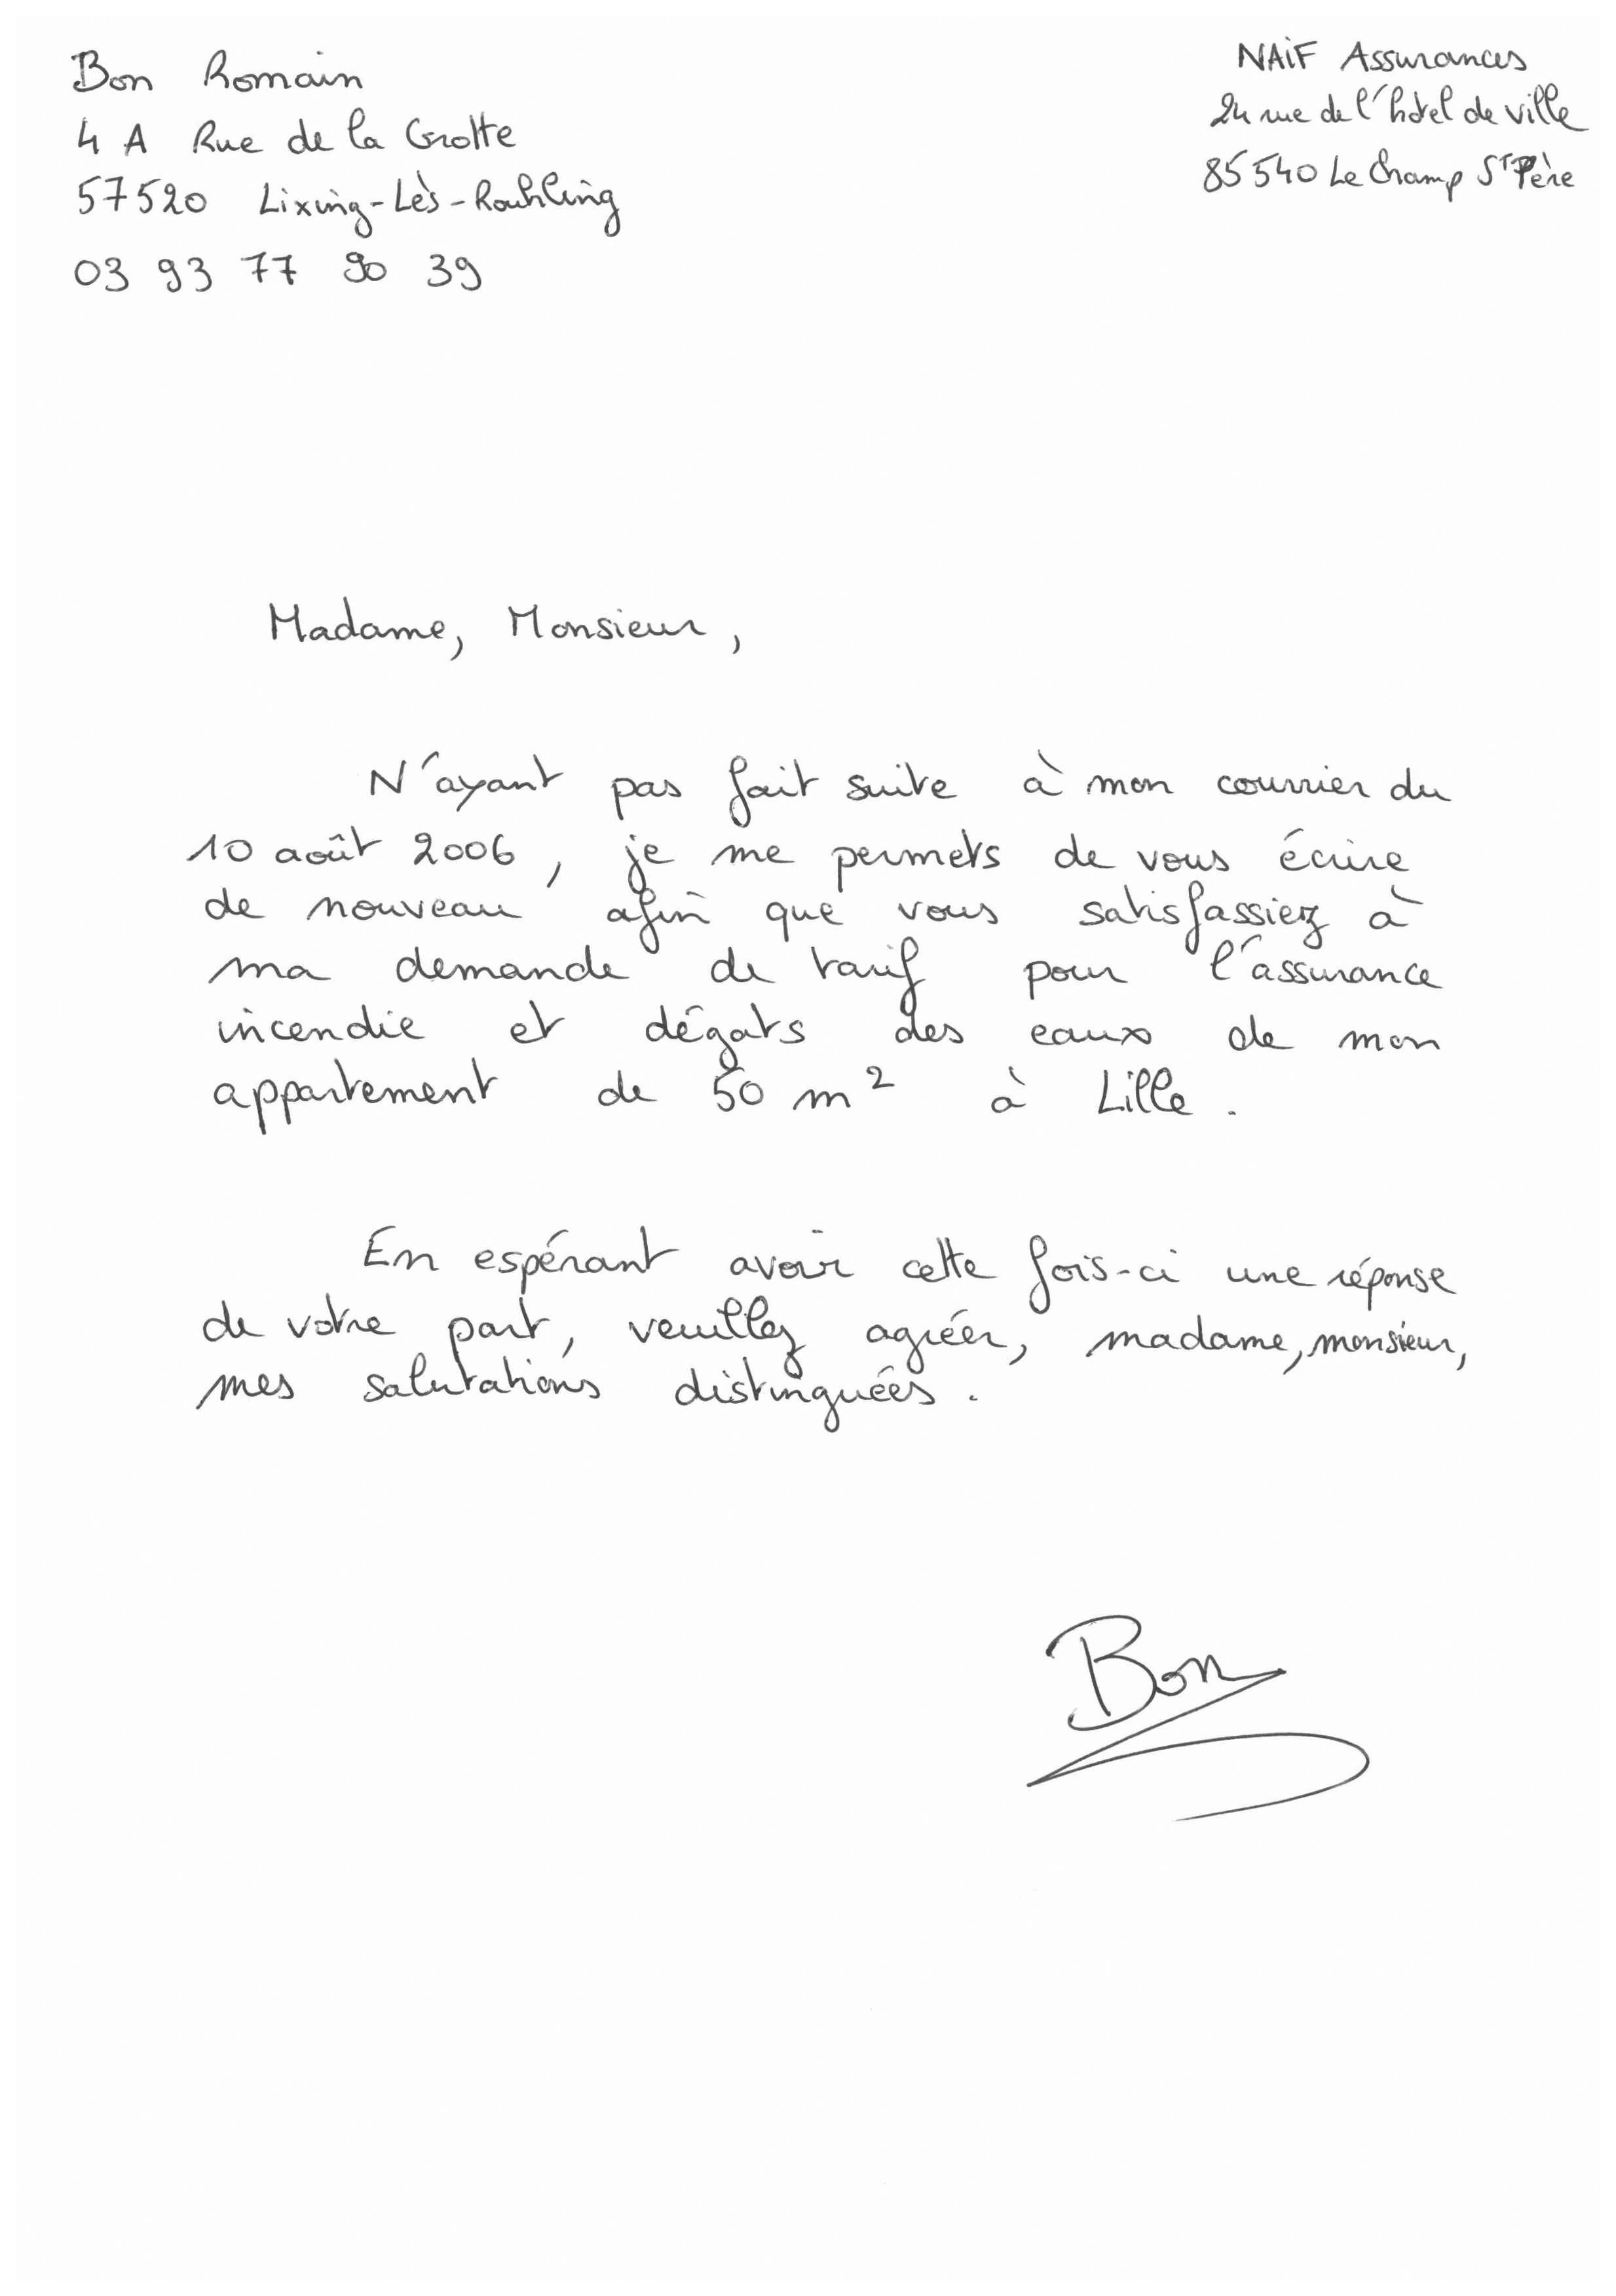 Bon Romain
4 A Rue de la Grotte
57520 Lixing-Lès-Rouhling
03 93 77 90 39
NAiF Assurances
24 rue de l'hotel de ville
85540 Le Champ St Père
Madame, Monsieur,
N'ayant pas fait suite à mon courrier du
10 août 2006, je me permets de vous écrire
de nouveau afin que vous satisfassiez à
ma demande de tarif pour l'assurance
incendie et dégats des eaux de mon
appartement de 50 m² à Lille.
En espérant avoir cette fois-ci une réponse
de votre part, veuillez agréer, madame, monsieur,
mes salutations distinguées.
Bon